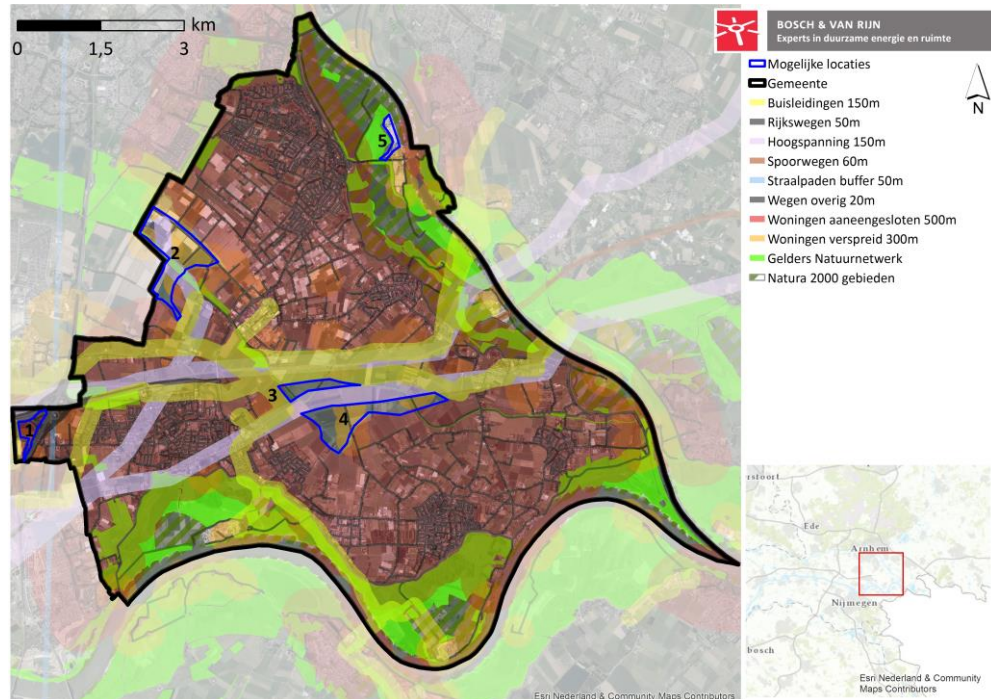 km
0 1,5 3
5
2
3
4
1
Esri Nederland & Community Maps Contributors
BOSCH & VAN RIJN
Experts in duurzame energie en ruimte
Mogelijke locaties
Gemeente
Buisleidingen 150m
Rijkswegen 50m
Hoogspanning 150m
Spoorwegen 60m
Straalpaden buffer 50m
Wegen overig 20m
Woningen aaneengesloten 500m
Woningen verspreid 300m
Gelders Natuurnetwerk
Natura 2000 gebieden
N
rstoort
Ede
Arnhem
Nijmegen
bosch
Esri Nederland & Community
Maps Contributors